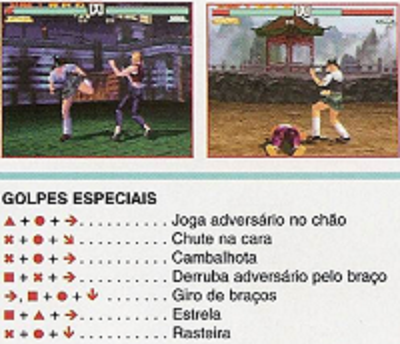 GOLPES ESPECIAIS
▲ + ● + → .......... Joga adversário no chão
✖ + ● + ↘ .......... Chute na cara
✖ + ● + → .......... Cambalhota
■ + ✖ + → .......... Derruba adversário pelo braço
→, ■ + ● + ↓ ........ Giro de braços
■ + ▲ + → .......... Estrela
✖ + ● + ↓ .......... Rasteira